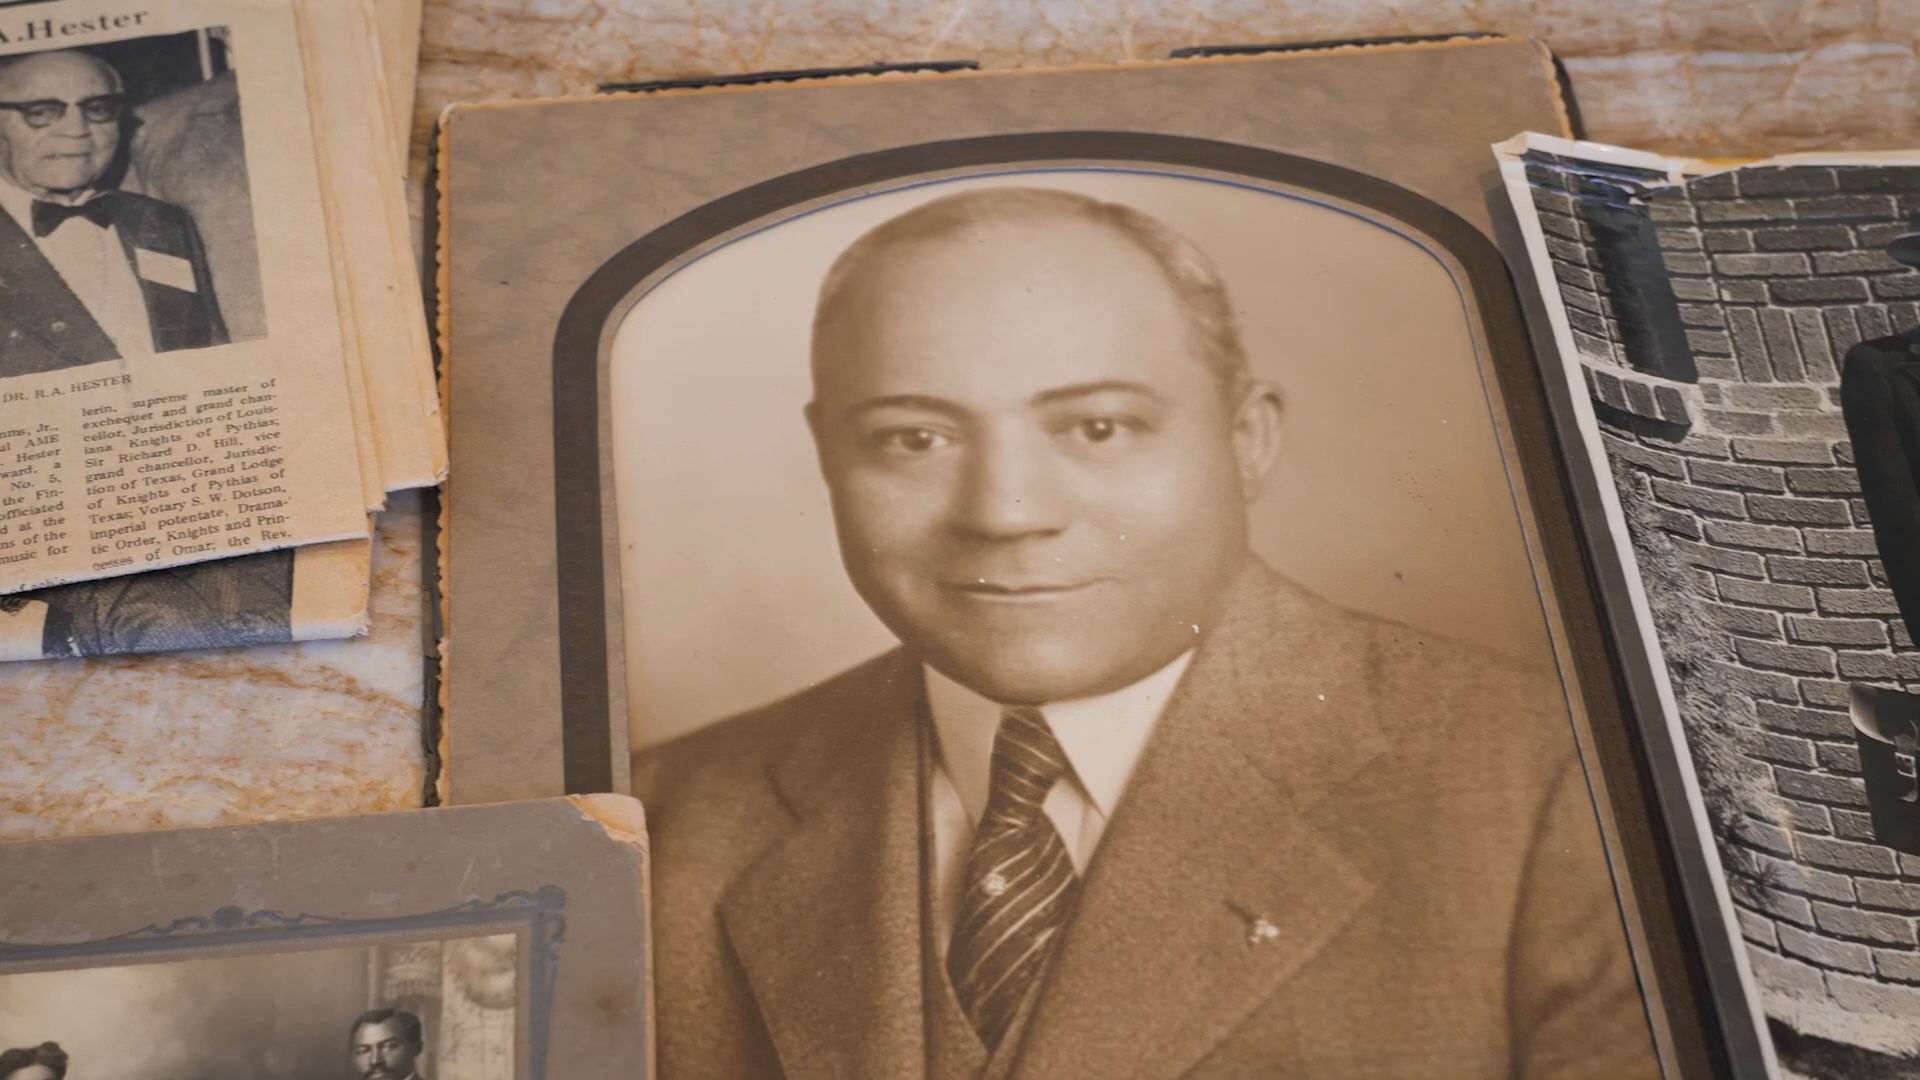 A.Hester
DR. R.A. HESTER
mms, Jr.,
ul AME
. Hester
ward, a
No. 5,
the Fin-
officiated
d at the
ns of the
music for
lerin, supreme master of
exchequer and grand chan-
cellor, Jurisdiction of Louis-
iana Knights of Pythias;
Sir Richard D. Hill, vice
grand chancellor, Jurisdic-
tion of Texas, Grand Lodge
of Knights of Pythias of
Texas; Votary S. W. Dotson,
imperial potentate, Drama-
tic Order, Knights and Prin-
cesses of Omar; the Rev.